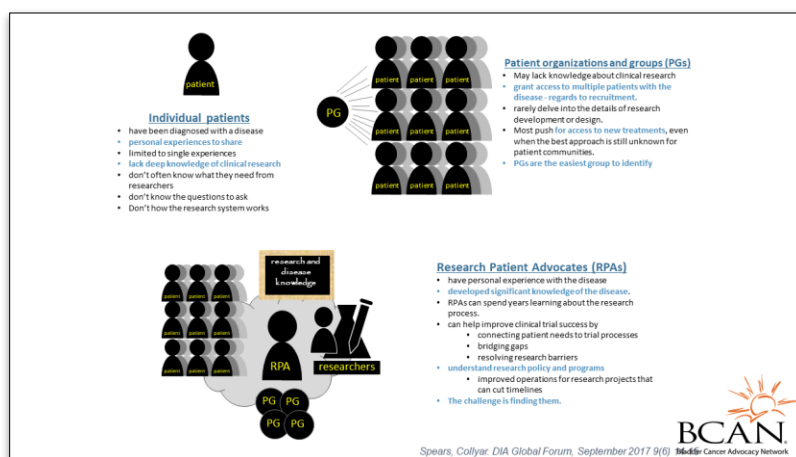 patient
Individual patients
• have been diagnosed with a disease
• personal experiences to share
• limited to single experiences
• lack deep knowledge of clinical research
• don't often know what they need from
researchers
• don't know the questions to ask
• Don't how the research system works
PG
patient patient patient
patient patient patient
patient patient patient
Patient organizations and groups (PGs)
• May lack knowledge about clinical research
• grant access to multiple patients with the
disease - regards to recruitment.
• rarely delve into the details of research
development or design.
• Most push for access to new treatments, even
when the best approach is still unknown for
patient communities.
• PGs are the easiest group to identify
research and
disease
knowledge
patient patient patient
patient patient patient
patient patient patient
RPA
researchers
PG PG
PG PG
Research Patient Advocates (RPAs)
• have personal experience with the disease
• developed significant knowledge of the disease.
• RPAs can spend years learning about the research
process.
• can help improve clinical trial success by
• connecting patient needs to trial processes
• bridging gaps
• resolving research barriers
• understand research policy and programs
• improved operations for research projects that
can cut timelines
• The challenge is finding them.
BCAN
Bladder Cancer Advocacy Network
Spears, Collyar. DIA Global Forum, September 2017 9(6)